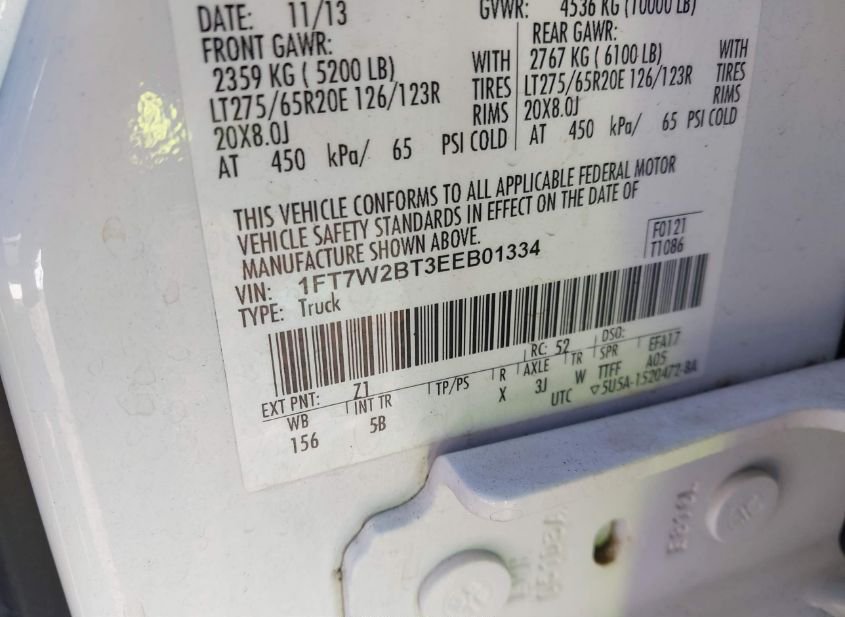 DATE: 11/13 GVWR: 4536 KG (10000 LB)
FRONT GAWR:
2359 KG ( 5200 LB) WITH
LT275/65R20E 126/123R TIRES
20X8.0J RIMS
AT 450 kPa/ 65 PSI COLD
REAR GAWR:
2767 KG ( 6100 LB) WITH
LT275/65R20E 126/123R TIRES
20X8.0J RIMS
AT 450 kPa/ 65 PSI COLD
THIS VEHICLE CONFORMS TO ALL APPLICABLE FEDERAL MOTOR
VEHICLE SAFETY STANDARDS IN EFFECT ON THE DATE OF
MANUFACTURE SHOWN ABOVE.
F0121
T1086
VIN: 1FT7W2BT3EEB01334
TYPE: Truck
EXT PNT: Z1 RC: 52 DSO:
WB INT TR TP/PS R AXLE TR SPR EFA17
156 5B X 3J W TTFF A05
UTC ▽5U5A-1520472-BA